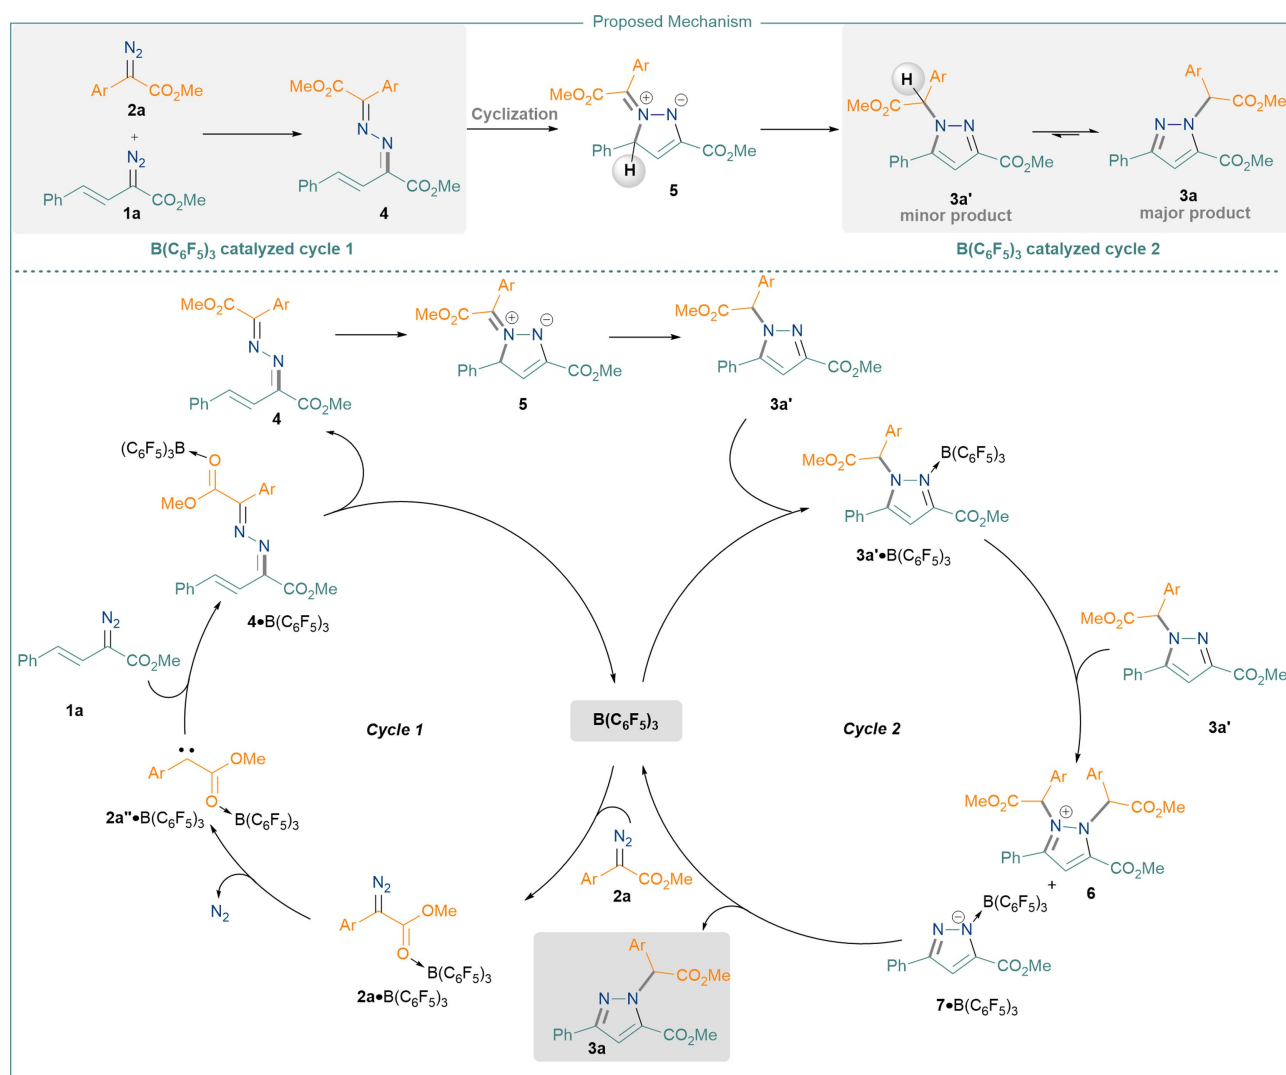 Proposed Mechanism
N2
Ar
CO2Me
2a
+
N2
Ph
CO2Me
1a
MeO2C
Ar
N
N
Ph
CO2Me
4
Cyclization
Ar
MeO2C
N
+
N
−
Ph
CO2Me
H
5
H
Ar
MeO2C
N
N
Ph
CO2Me
3a'
minor product
Ar
CO2Me
N
N
Ph
CO2Me
3a
major product
B(C6F5)3 catalyzed cycle 1
B(C6F5)3 catalyzed cycle 2
MeO2C
Ar
N
N
Ph
CO2Me
4
Ar
MeO2C
N
+
N
−
Ph
CO2Me
5
Ar
MeO2C
N
N
Ph
CO2Me
3a'
(C6F5)3B
O
MeO
Ar
N
N
Ph
CO2Me
4•B(C6F5)3
Ar
MeO2C
B(C6F5)3
N
N
Ph
CO2Me
3a'•B(C6F5)3
N2
Ph
CO2Me
1a
Ar
MeO2C
N
N
Ph
CO2Me
3a'
B(C6F5)3
Cycle 1
Cycle 2
••
Ar
OMe
O
B(C6F5)3
2a''•B(C6F5)3
Ar
Ar
MeO2C
CO2Me
+
N
N
Ph
CO2Me
6
+
N2
Ar
CO2Me
2a
N2
N2
Ar
OMe
O
B(C6F5)3
2a•B(C6F5)3
B(C6F5)3
−
N
N
Ph
CO2Me
7•B(C6F5)3
Ar
CO2Me
N
N
Ph
CO2Me
3a